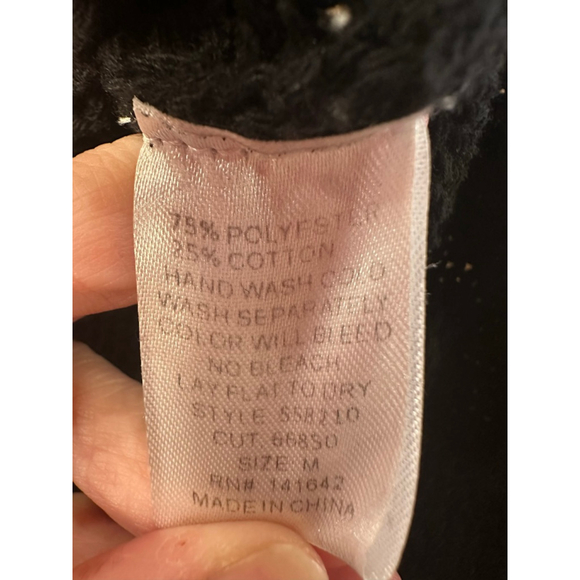 75% POLYESTER
25% COTTON
HAND WASH COLD
WASH SEPARATELY
COLOR WILL BLEED
NO BLEACH
LAY FLAT TO DRY
STYLE 558210
CUT 66850
SIZE M
RN# 141642
MADE IN CHINA